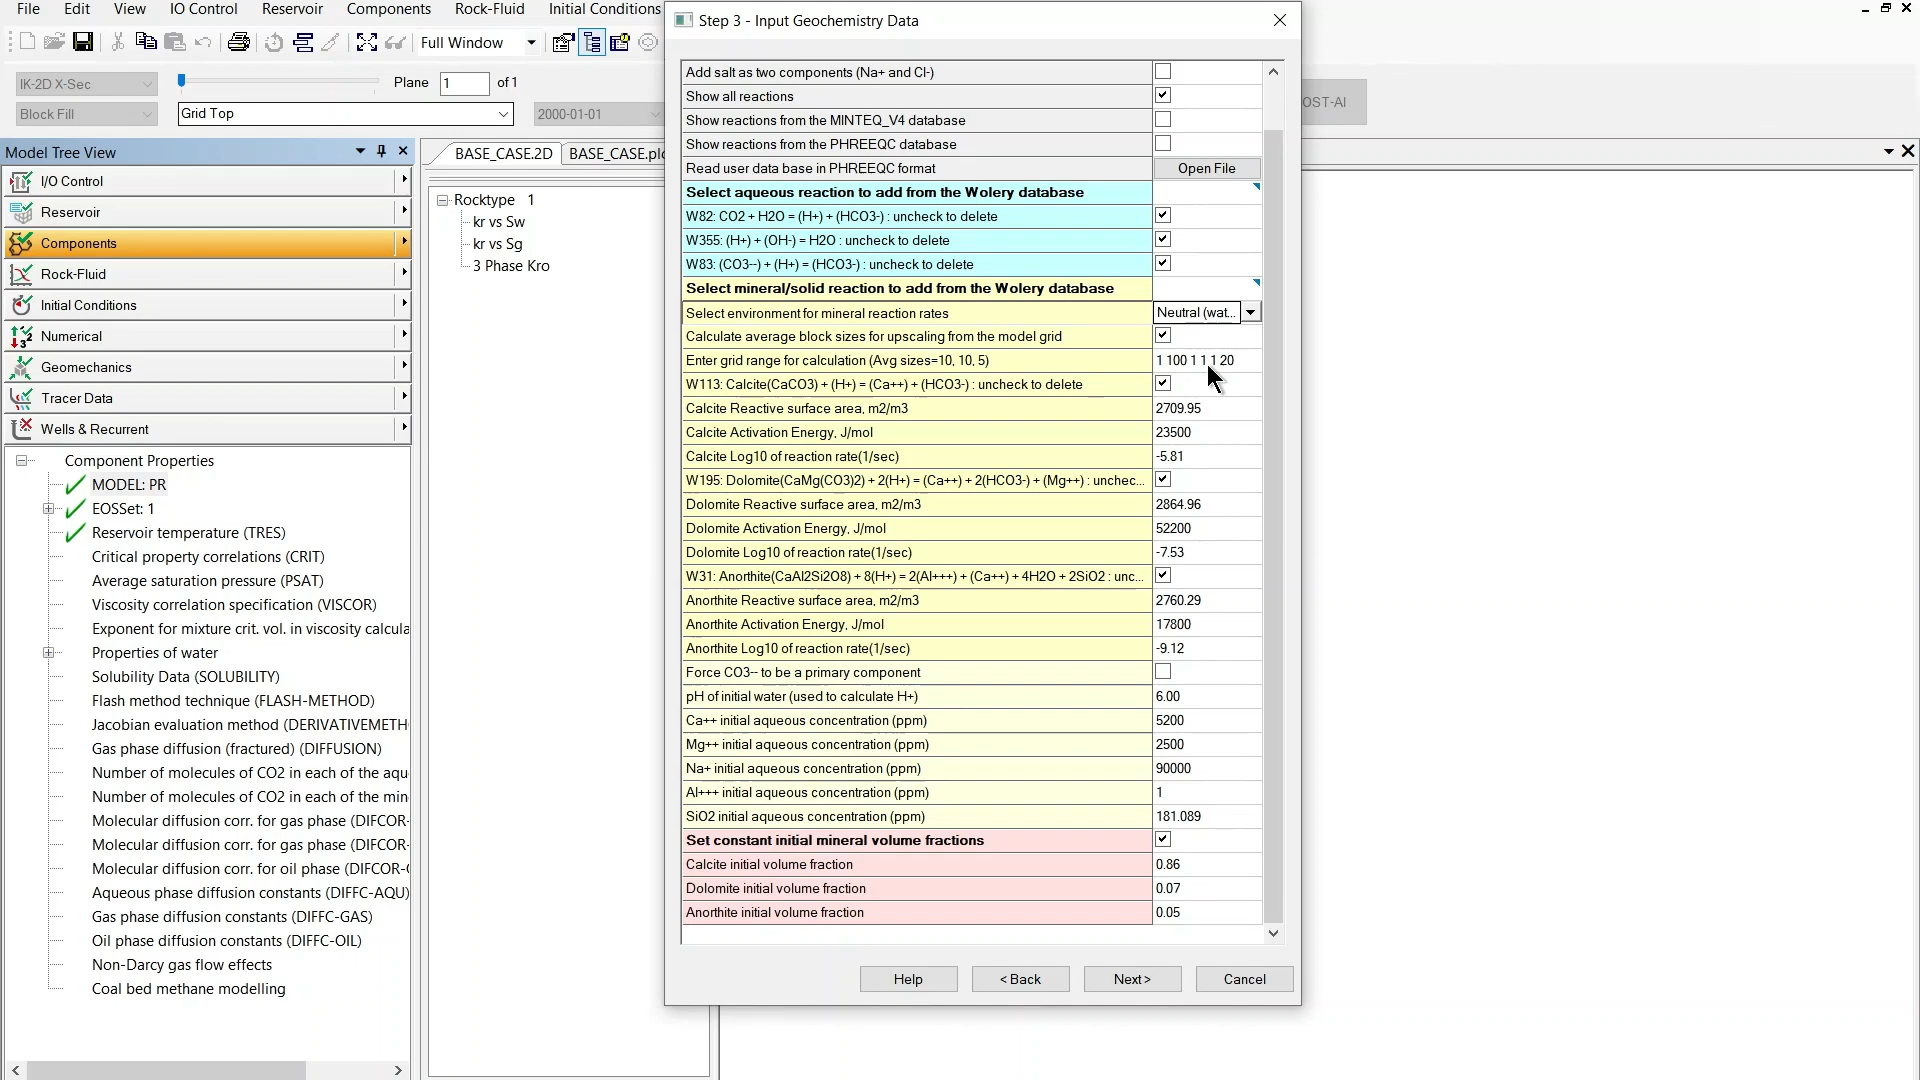 File Edit View IO Control Reservoir Components Rock-Fluid Initial Conditions
Full Window
IK-2D X-Sec
Plane 1 of 1
Block Fill
Grid Top
2000-01-01
OST-AI
Model Tree View
I/O Control
Reservoir
Components
Rock-Fluid
Initial Conditions
Numerical
Geomechanics
Tracer Data
Wells & Recurrent
Component Properties
MODEL: PR
EOSSet: 1
Reservoir temperature (TRES)
Critical property correlations (CRIT)
Average saturation pressure (PSAT)
Viscosity correlation specification (VISCOR)
Exponent for mixture crit. vol. in viscosity calcula
Properties of water
Solubility Data (SOLUBILITY)
Flash method technique (FLASH-METHOD)
Jacobian evaluation method (DERIVATIVEMETH
Gas phase diffusion (fractured) (DIFFUSION)
Number of molecules of CO2 in each of the aqu
Number of molecules of CO2 in each of the min
Molecular diffusion corr. for gas phase (DIFCOR-
Molecular diffusion corr. for gas phase (DIFCOR-
Molecular diffusion corr. for oil phase (DIFCOR-
Aqueous phase diffusion constants (DIFFC-AQU)
Gas phase diffusion constants (DIFFC-GAS)
Oil phase diffusion constants (DIFFC-OIL)
Non-Darcy gas flow effects
Coal bed methane modelling
BASE_CASE.2D BASE_CASE.plo
Rocktype 1
kr vs Sw
kr vs Sg
3 Phase Kro
Step 3 - Input Geochemistry Data
Add salt as two components (Na+ and Cl-)
Show all reactions
Show reactions from the MINTEQ_V4 database
Show reactions from the PHREEQC database
Read user data base in PHREEQC format Open File
Select aqueous reaction to add from the Wolery database
W82: CO2 + H2O = (H+) + (HCO3-) : uncheck to delete
W355: (H+) + (OH-) = H2O : uncheck to delete
W83: (CO3--) + (H+) = (HCO3-) : uncheck to delete
Select mineral/solid reaction to add from the Wolery database
Select environment for mineral reaction rates Neutral (wat...
Calculate average block sizes for upscaling from the model grid
Enter grid range for calculation (Avg sizes=10, 10, 5) 1 100 1 1 1 20
W113: Calcite(CaCO3) + (H+) = (Ca++) + (HCO3-) : uncheck to delete
Calcite Reactive surface area, m2/m3 2709.95
Calcite Activation Energy, J/mol 23500
Calcite Log10 of reaction rate(1/sec) -5.81
W195: Dolomite(CaMg(CO3)2) + 2(H+) = (Ca++) + 2(HCO3-) + (Mg++) : unchec...
Dolomite Reactive surface area, m2/m3 2864.96
Dolomite Activation Energy, J/mol 52200
Dolomite Log10 of reaction rate(1/sec) -7.53
W31: Anorthite(CaAl2Si2O8) + 8(H+) = 2(Al+++) + (Ca++) + 4H2O + 2SiO2 : unc...
Anorthite Reactive surface area, m2/m3 2760.29
Anorthite Activation Energy, J/mol 17800
Anorthite Log10 of reaction rate(1/sec) -9.12
Force CO3-- to be a primary component
pH of initial water (used to calculate H+) 6.00
Ca++ initial aqueous concentration (ppm) 5200
Mg++ initial aqueous concentration (ppm) 2500
Na+ initial aqueous concentration (ppm) 90000
Al+++ initial aqueous concentration (ppm) 1
SiO2 initial aqueous concentration (ppm) 181.089
Set constant initial mineral volume fractions
Calcite initial volume fraction 0.86
Dolomite initial volume fraction 0.07
Anorthite initial volume fraction 0.05
Help < Back Next > Cancel